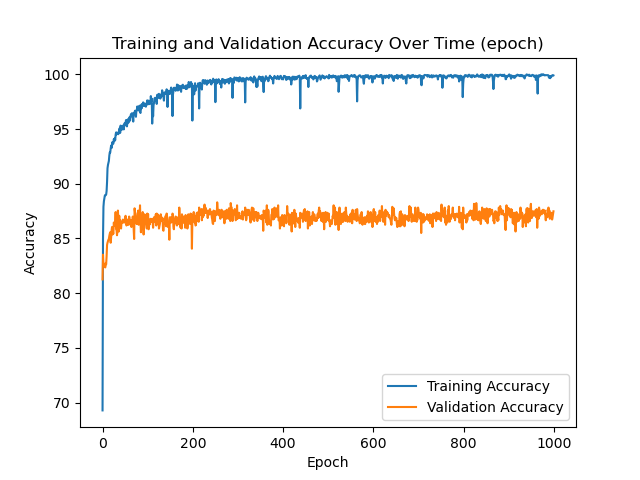 Training and Validation Accuracy Over Time (epoch)
100
95
90
85
80
75
70
Accuracy
0
200
400
600
800
1000
Epoch
Training Accuracy
Validation Accuracy